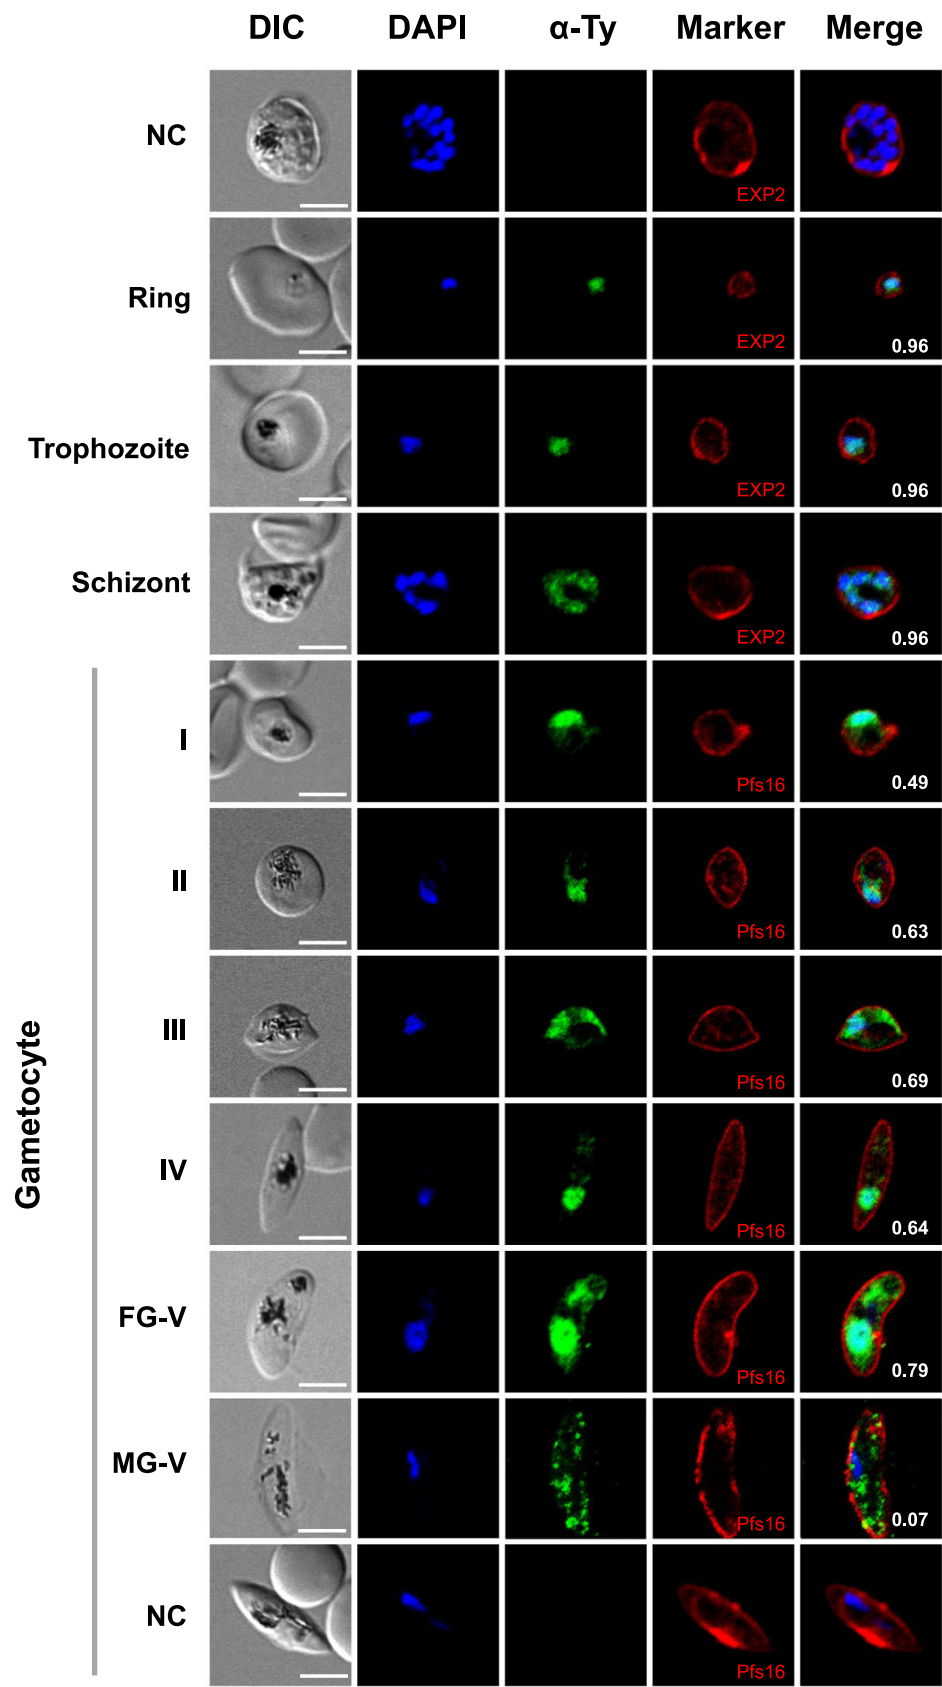 DIC DAPI α-Ty Marker Merge
NC
EXP2
Ring
EXP2
0.96
Trophozoite
EXP2
0.96
Schizont
EXP2
0.96
Gametocyte
I
Pfs16
0.49
II
Pfs16
0.63
III
Pfs16
0.69
IV
Pfs16
0.64
FG-V
Pfs16
0.79
MG-V
Pfs16
0.07
NC
Pfs16